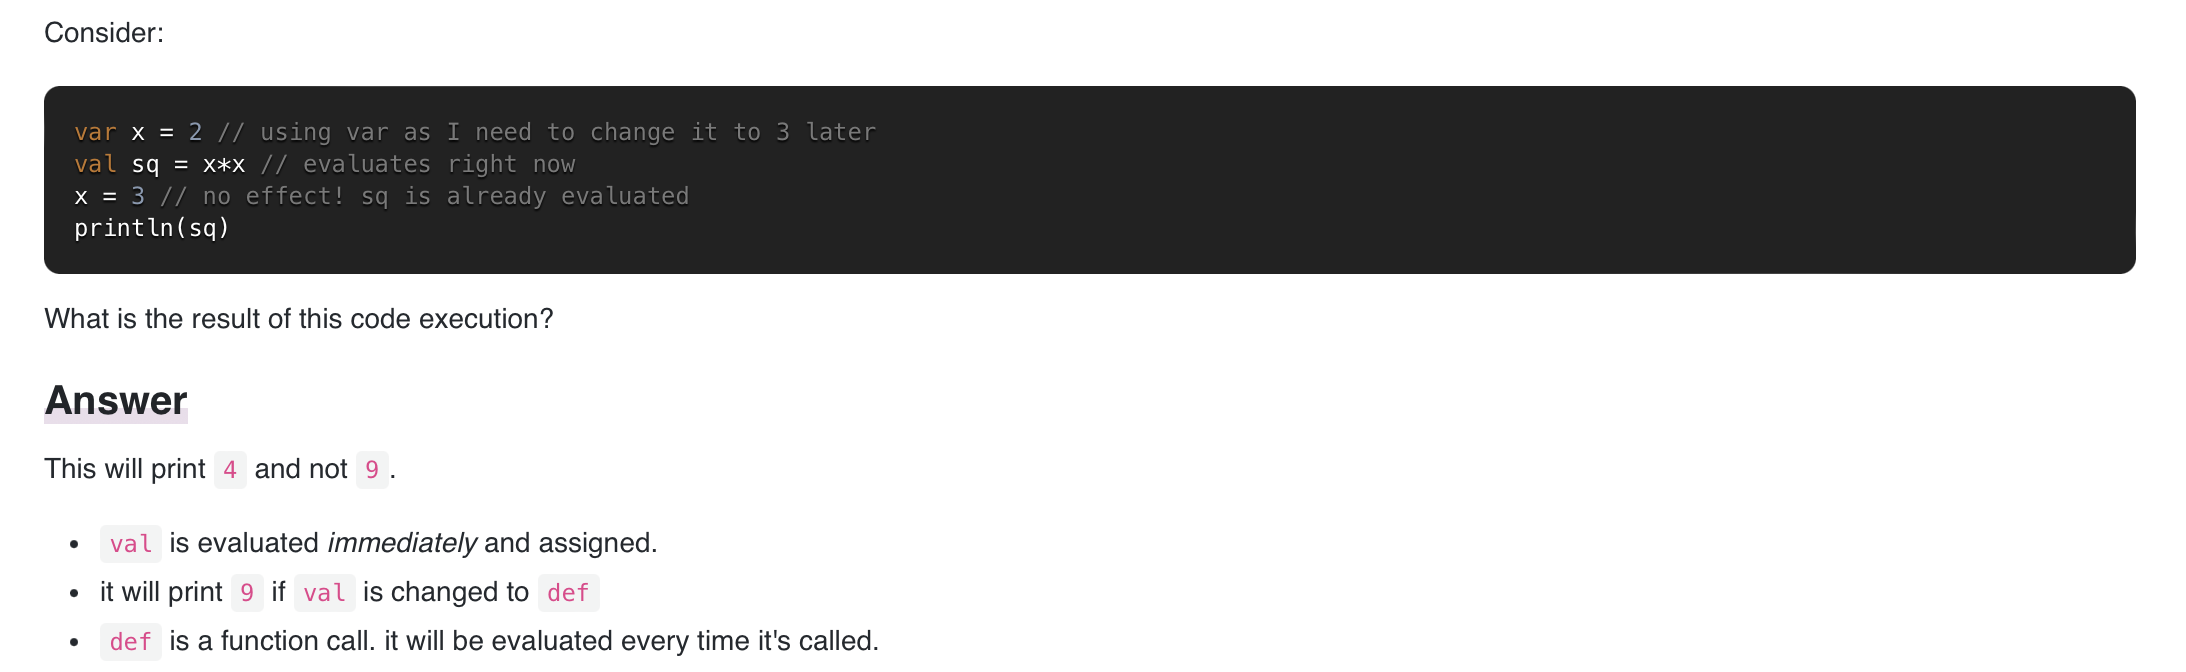 Consider:
var x = 2 // using var as I need to change it to 3 later
val sq = x*x // evaluates right now
x = 3 // no effect! sq is already evaluated
println(sq)
What is the result of this code execution?
Answer
This will print 4 and not 9.
• val is evaluated immediately and assigned.
• it will print 9 if val is changed to def
• def is a function call. it will be evaluated every time it's called.